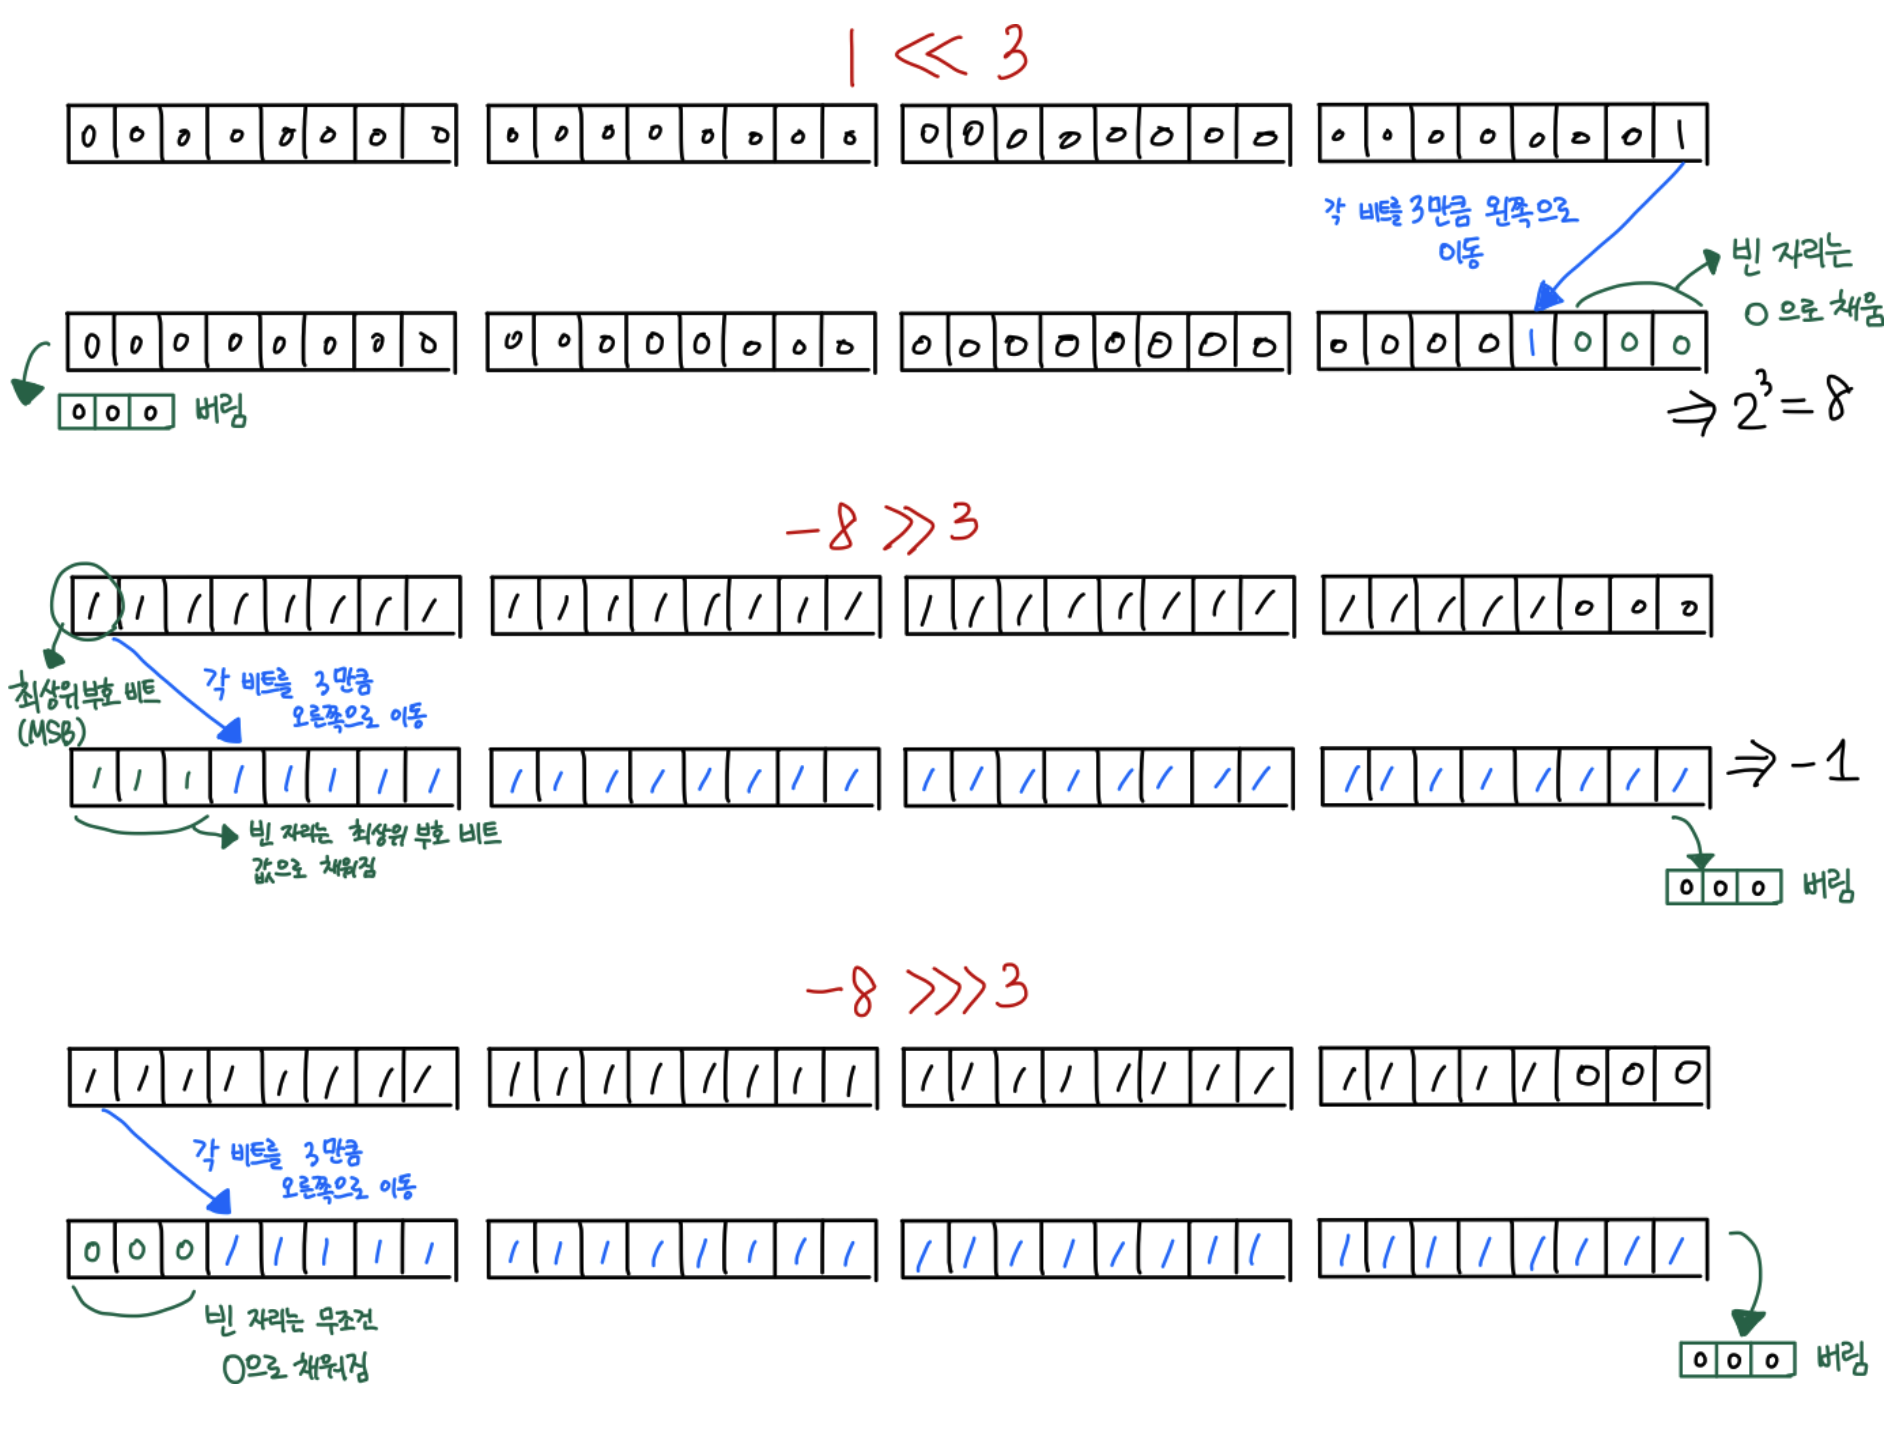 1 << 3
0 0 0 0 0 0 0 0 0 0 0 0 0 0 0 0 0 0 0 0 0 0 0 0 0 0 0 0 0 0 0 1
각 비트를 3만큼 왼쪽으로
이동
빈 자리는
0으로 채움
0 0 0 0 0 0 0 0 0 0 0 0 0 0 0 0 0 0 0 0 0 0 0 0 0 0 0 0 1 0 0 0
0 0 0 버림
⇒ 2³ = 8
-8 >> 3
1 1 1 1 1 1 1 1 1 1 1 1 1 1 1 1 1 1 1 1 1 1 1 1 1 1 1 1 1 0 0 0
최상위 부호 비트
(MSB)
각 비트를 3만큼
오른쪽으로 이동
1 1 1 1 1 1 1 1 1 1 1 1 1 1 1 1 1 1 1 1 1 1 1 1 1 1 1 1 1 1 1 1 ⇒ -1
빈 자리는 최상위 부호 비트
값으로 채워짐
0 0 0 버림
-8 >>> 3
1 1 1 1 1 1 1 1 1 1 1 1 1 1 1 1 1 1 1 1 1 1 1 1 1 1 1 1 1 0 0 0
각 비트를 3만큼
오른쪽으로 이동
0 0 0 1 1 1 1 1 1 1 1 1 1 1 1 1 1 1 1 1 1 1 1 1 1 1 1 1 1 1 1 1
빈 자리는 무조건
0으로 채워짐
0 0 0 버림